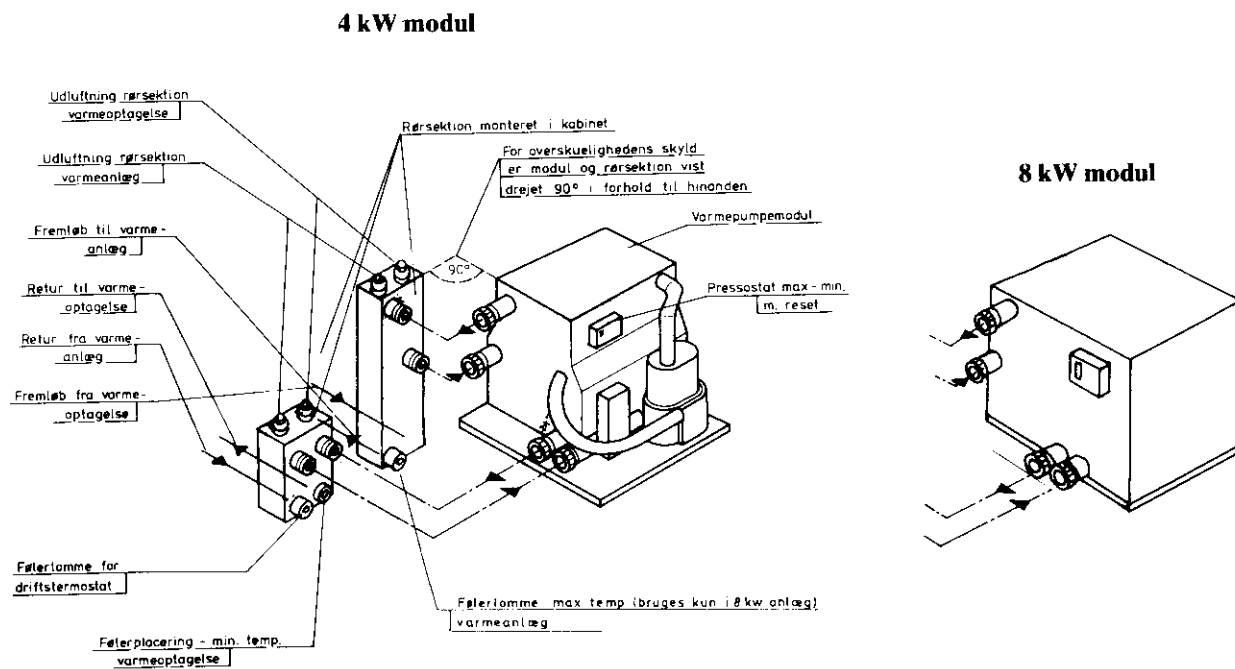 4 kW modul
Udluftning rørsektion
varmeoptagelse
Udluftning rørsektion
varmeanlæg
Fremløb til varme-
anlæg
Retur til varme-
optagelse
Retur fra varme-
anlæg
Fremløb fra varme-
optagelse
Rørsektion monteret i kabinet
For overskuelighedens skyld
er modul og rørsektion vist
drejet 90° i forhold til hinanden
Varmepumpemodul
90°
Pressostat max-min.
m. reset
Følerlomme for
driftstermostat
Følerplacering - min. temp.
varmeoptagelse
Følerlomme max temp (bruges kun i 8 kw anlæg)
varmeanlæg
8 kW modul